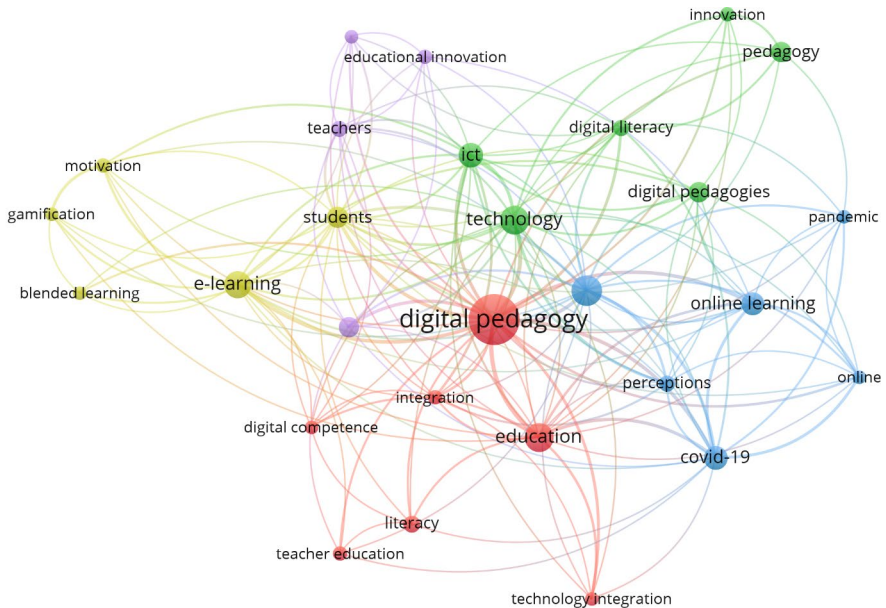 innovation
pedagogy
educational innovation
teachers
digital literacy
ict
motivation
digital pedagogies
gamification
students
technology
pandemic
blended learning
e-learning
online learning
digital pedagogy
perceptions
online
integration
digital competence
education
covid-19
literacy
teacher education
technology integration